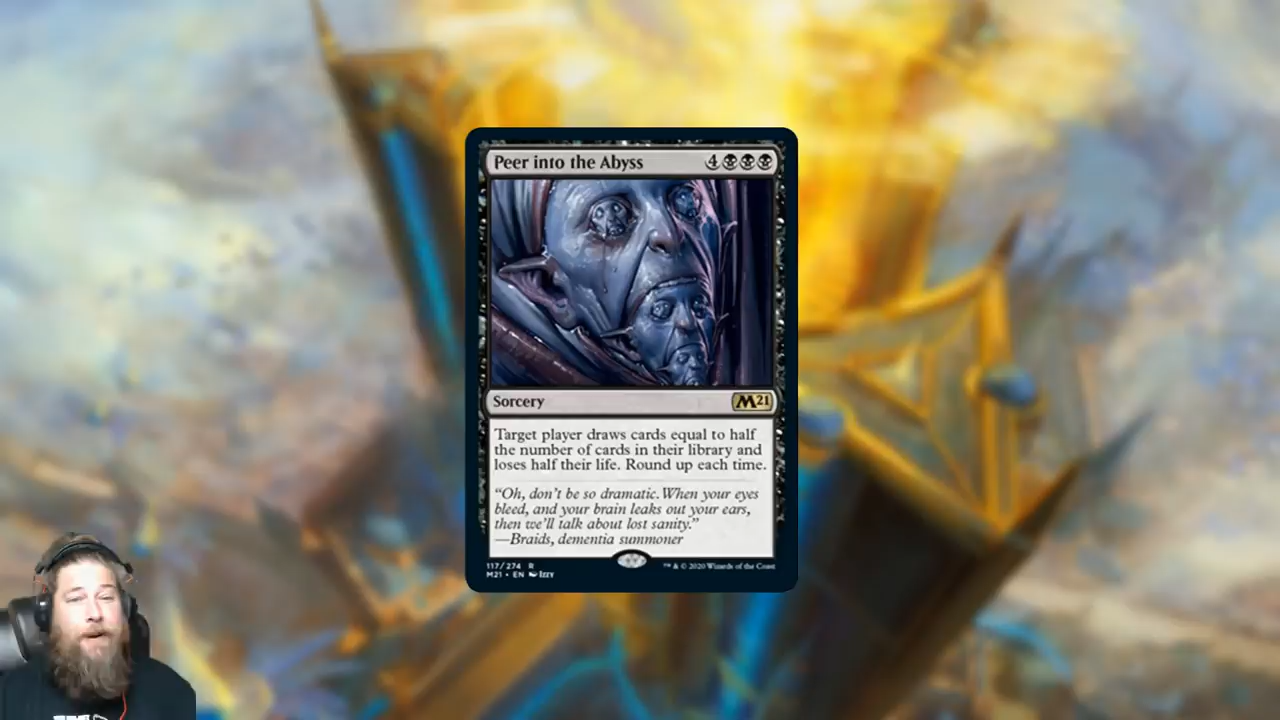 Peer into the Abyss 4
Sorcery M21
Target player draws cards equal to half
the number of cards in their library and
loses half their life. Round up each time.
“Oh, don’t be so dramatic. When your eyes
bleed, and your brain leaks out your ears,
then we’ll talk about lost sanity.”
—Braids, dementia summoner
117/274 R
M21 • EN Izzy
™ & © 2020 Wizards of the Coast